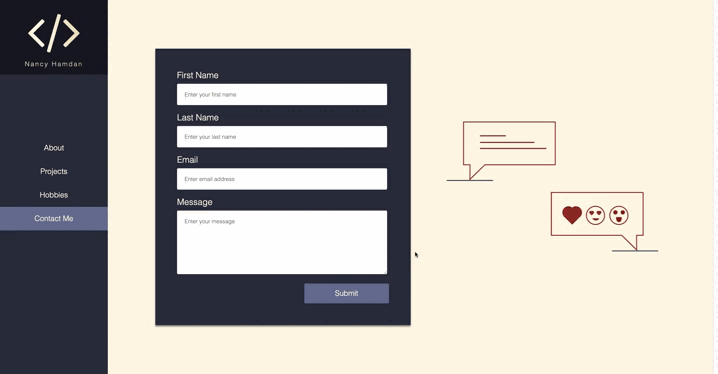 </>
Nancy Hamdan
About
Projects
Hobbies
Contact Me
First Name
Enter your first name
Last Name
Enter your last name
Email
Enter email address
Message
Enter your message
Submit